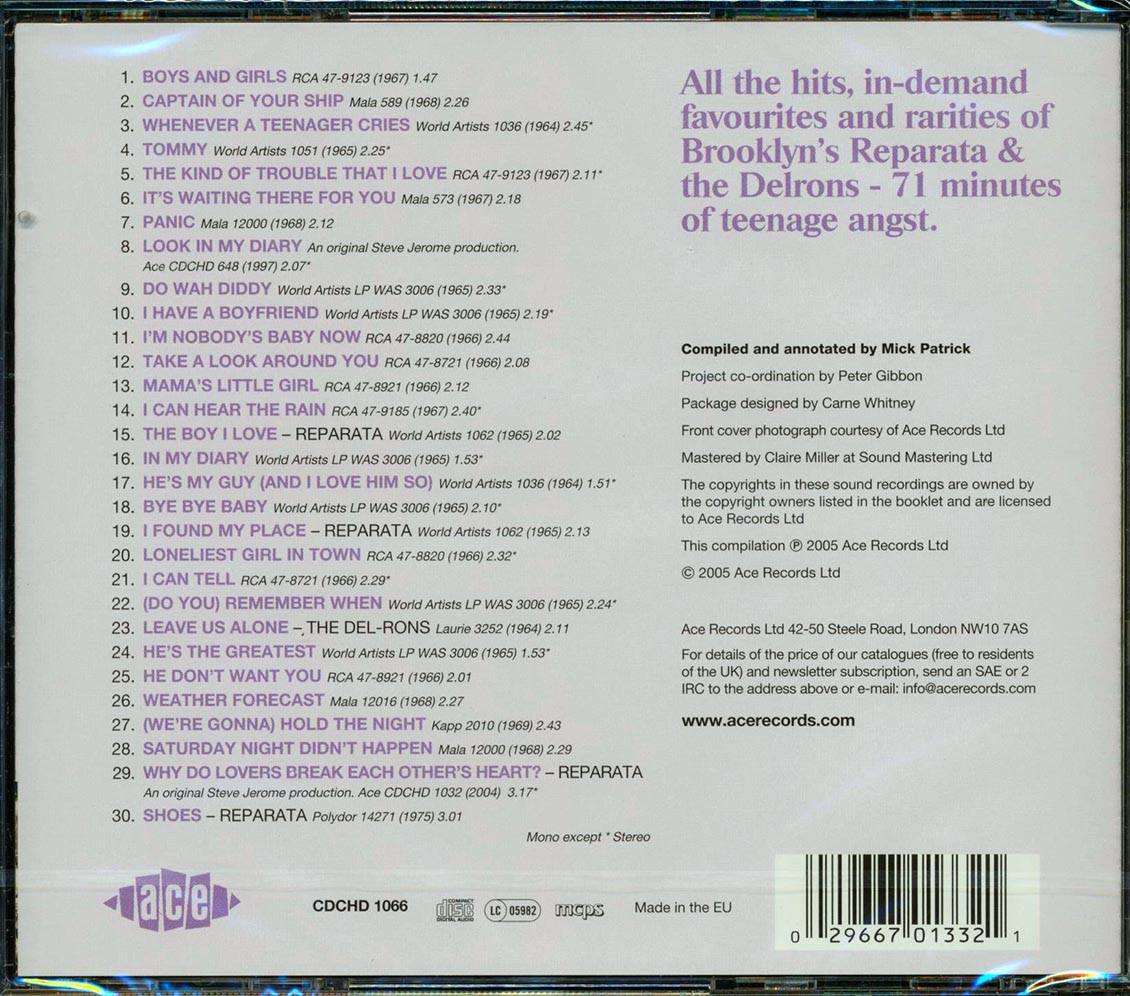 1. BOYS AND GIRLS RCA 47-9123 (1967) 1.47
2. CAPTAIN OF YOUR SHIP Mala 589 (1968) 2.26
3. WHENEVER A TEENAGER CRIES World Artists 1036 (1964) 2.45*
4. TOMMY World Artists 1051 (1965) 2.25*
5. THE KIND OF TROUBLE THAT I LOVE RCA 47-9123 (1967) 2.11*
6. IT'S WAITING THERE FOR YOU Mala 573 (1967) 2.18
7. PANIC Mala 12000 (1968) 2.12
8. LOOK IN MY DIARY An original Steve Jerome production.
Ace CDCHD 648 (1997) 2.07*
9. DO WAH DIDDY World Artists LP WAS 3006 (1965) 2.33*
10. I HAVE A BOYFRIEND World Artists LP WAS 3006 (1965) 2.19*
11. I'M NOBODY'S BABY NOW RCA 47-8820 (1966) 2.44
12. TAKE A LOOK AROUND YOU RCA 47-8721 (1966) 2.08
13. MAMA'S LITTLE GIRL RCA 47-8921 (1966) 2.12
14. I CAN HEAR THE RAIN RCA 47-9185 (1967) 2.40*
15. THE BOY I LOVE – REPARATA World Artists 1062 (1965) 2.02
16. IN MY DIARY World Artists LP WAS 3006 (1965) 1.53*
17. HE'S MY GUY (AND I LOVE HIM SO) World Artists 1036 (1964) 1.51*
18. BYE BYE BABY World Artists LP WAS 3006 (1965) 2.10*
19. I FOUND MY PLACE – REPARATA World Artists 1062 (1965) 2.13
20. LONELIEST GIRL IN TOWN RCA 47-8820 (1966) 2.32*
21. I CAN TELL RCA 47-8721 (1966) 2.29*
22. (DO YOU) REMEMBER WHEN World Artists LP WAS 3006 (1965) 2.24*
23. LEAVE US ALONE – THE DEL-RONS Laurie 3252 (1964) 2.11
24. HE'S THE GREATEST World Artists LP WAS 3006 (1965) 1.53*
25. HE DON'T WANT YOU RCA 47-8921 (1966) 2.01
26. WEATHER FORECAST Mala 12016 (1968) 2.27
27. (WE'RE GONNA) HOLD THE NIGHT Kapp 2010 (1969) 2.43
28. SATURDAY NIGHT DIDN'T HAPPEN Mala 12000 (1968) 2.29
29. WHY DO LOVERS BREAK EACH OTHER'S HEART? – REPARATA
An original Steve Jerome production. Ace CDCHD 1032 (2004) 3.17*
30. SHOES – REPARATA Polydor 14271 (1975) 3.01
Mono except * Stereo
All the hits, in-demand
favourites and rarities of
Brooklyn's Reparata &
the Delrons - 71 minutes
of teenage angst.
Compiled and annotated by Mick Patrick
Project co-ordination by Peter Gibbon
Package designed by Carne Whitney
Front cover photograph courtesy of Ace Records Ltd
Mastered by Claire Miller at Sound Mastering Ltd
The copyrights in these sound recordings are owned by
the copyright owners listed in the booklet and are licensed
to Ace Records Ltd
This compilation ℗ 2005 Ace Records Ltd
© 2005 Ace Records Ltd
Ace Records Ltd 42-50 Steele Road, London NW10 7AS
For details of the price of our catalogues (free to residents
of the UK) and newsletter subscription, send an SAE or 2
IRC to the address above or e-mail: info@acerecords.com
www.acerecords.com
ace
CDCHD 1066
COMPACT
disc
DIGITAL AUDIO
LC 05982
mcps
Made in the EU
0 29667 01332 1